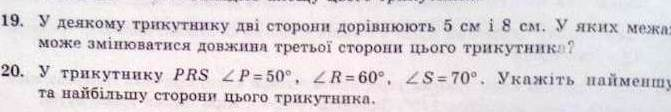 19. У деякому трикутнику дві сторони дорівнюють 5 см і 8 см. У яких межа
може змінюватися довжина третьої сторони цього трикутника?
20. У трикутнику PRS ∠P=50°, ∠R=60°, ∠S=70°. Укажіть найменшу
та найбільшу сторони цього трикутника.